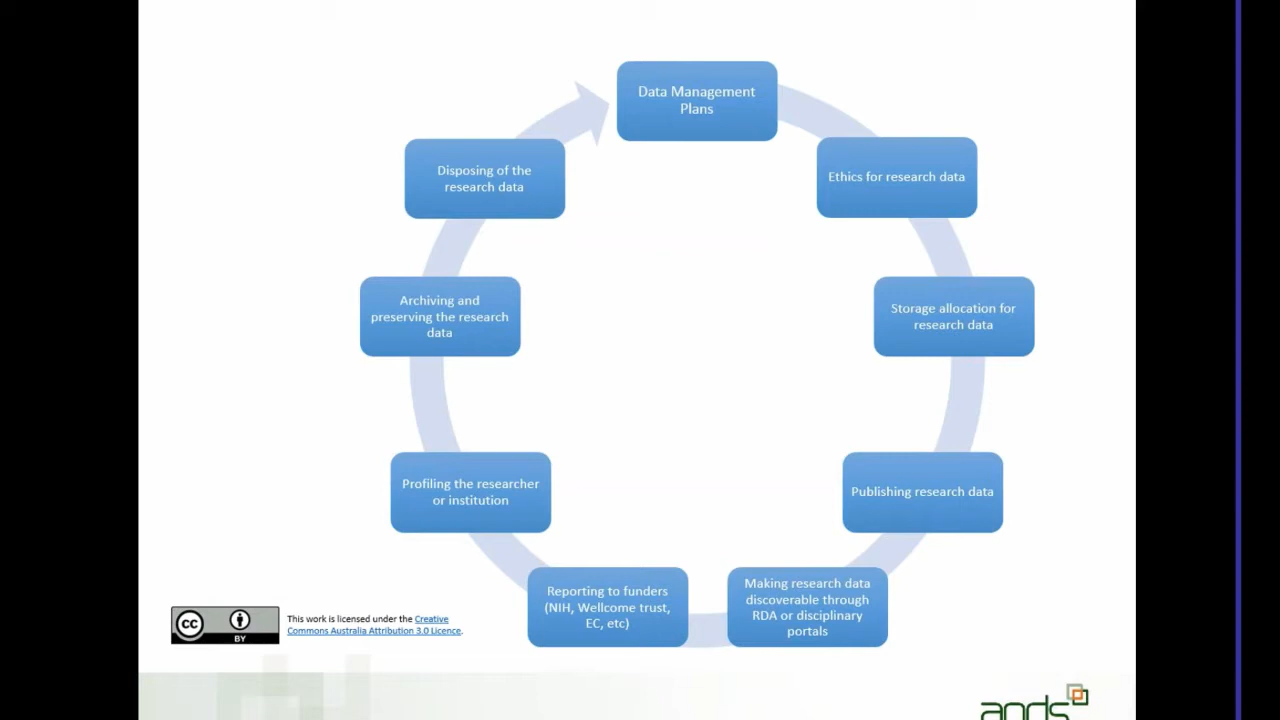 Data Management
Plans
Ethics for research data
Storage allocation for
research data
Publishing research data
Making research data
discoverable through
RDA or disciplinary
portals
Reporting to funders
(NIH, Wellcome trust,
EC, etc)
Profiling the researcher
or institution
Archiving and
preserving the research
data
Disposing of the
research data
cc
BY
This work is licensed under the Creative
Commons Australia Attribution 3.0 Licence.
ands